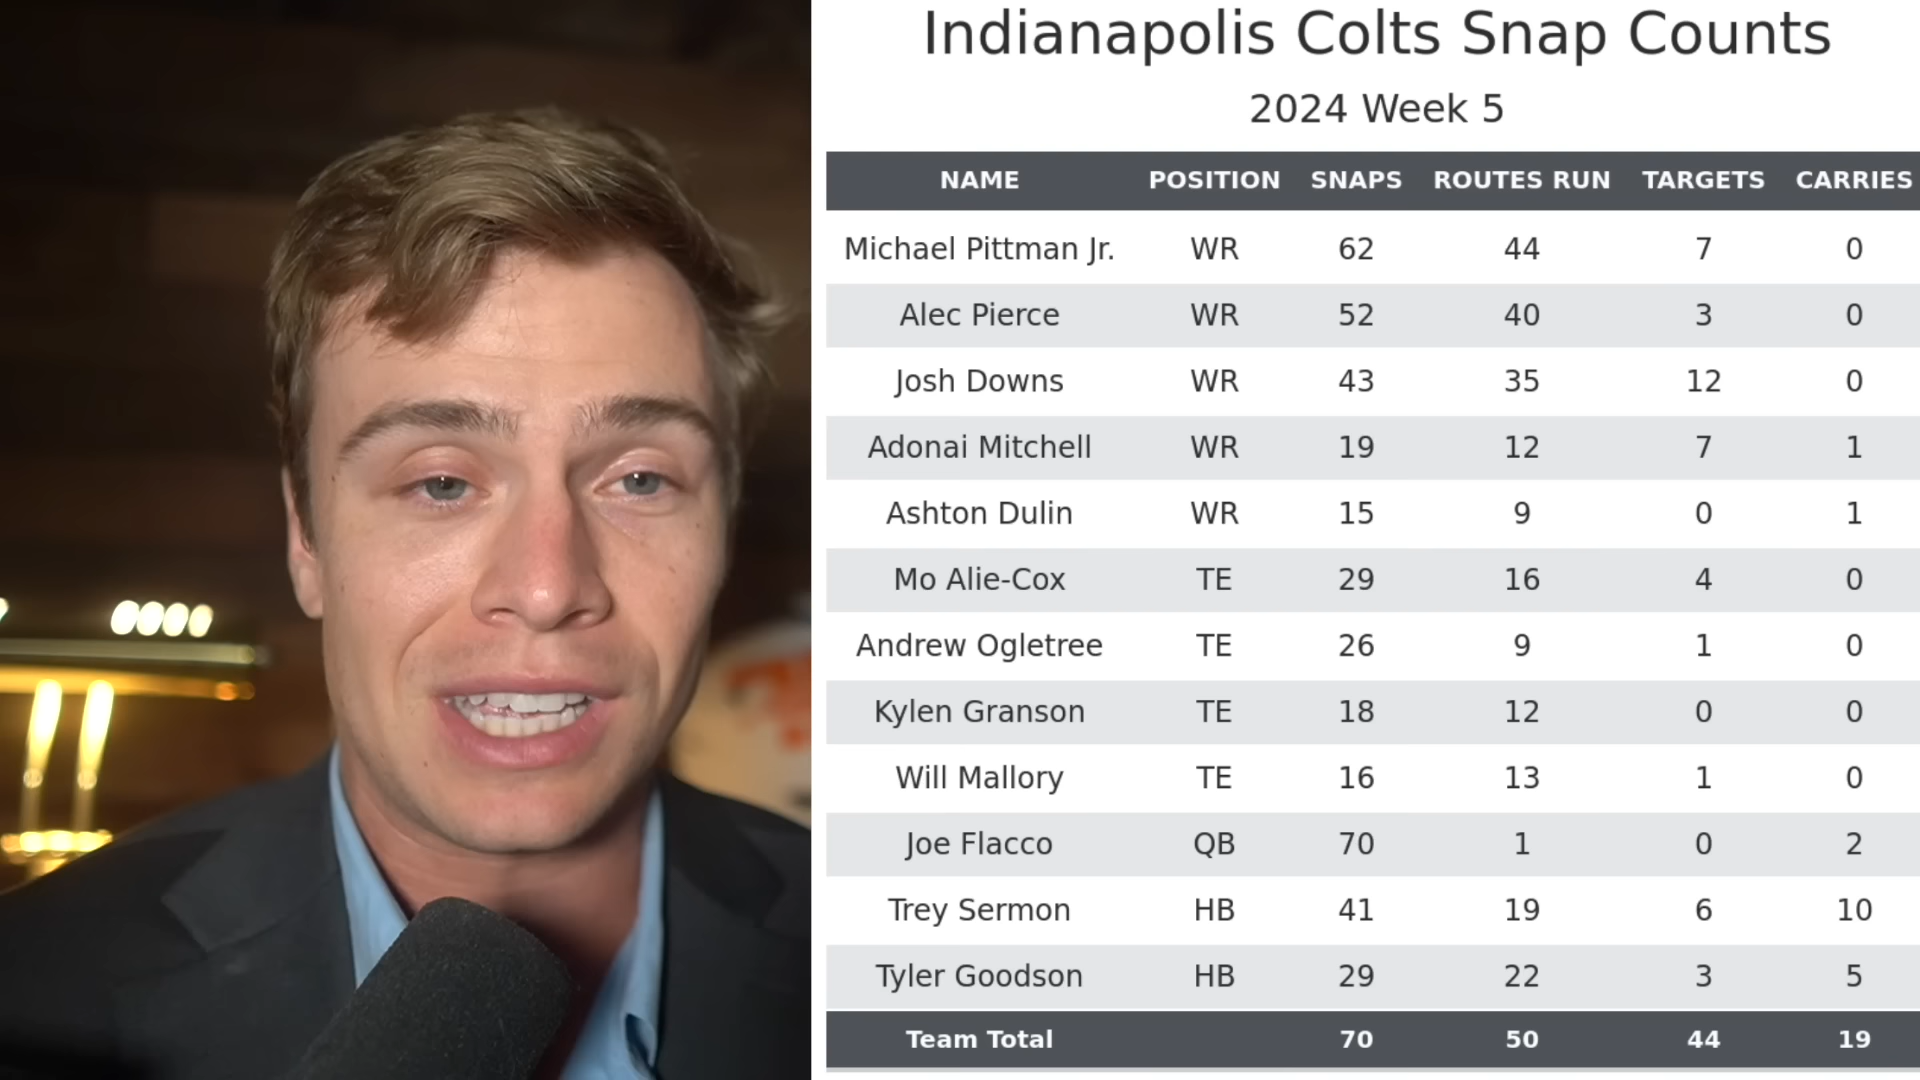 Indianapolis Colts Snap Counts
2024 Week 5
NAME POSITION SNAPS ROUTES RUN TARGETS CARRIES
Michael Pittman Jr. WR 62 44 7 0
Alec Pierce WR 52 40 3 0
Josh Downs WR 43 35 12 0
Adonai Mitchell WR 19 12 7 1
Ashton Dulin WR 15 9 0 1
Mo Alie-Cox TE 29 16 4 0
Andrew Ogletree TE 26 9 1 0
Kylen Granson TE 18 12 0 0
Will Mallory TE 16 13 1 0
Joe Flacco QB 70 1 0 2
Trey Sermon HB 41 19 6 10
Tyler Goodson HB 29 22 3 5
Team Total 70 50 44 19